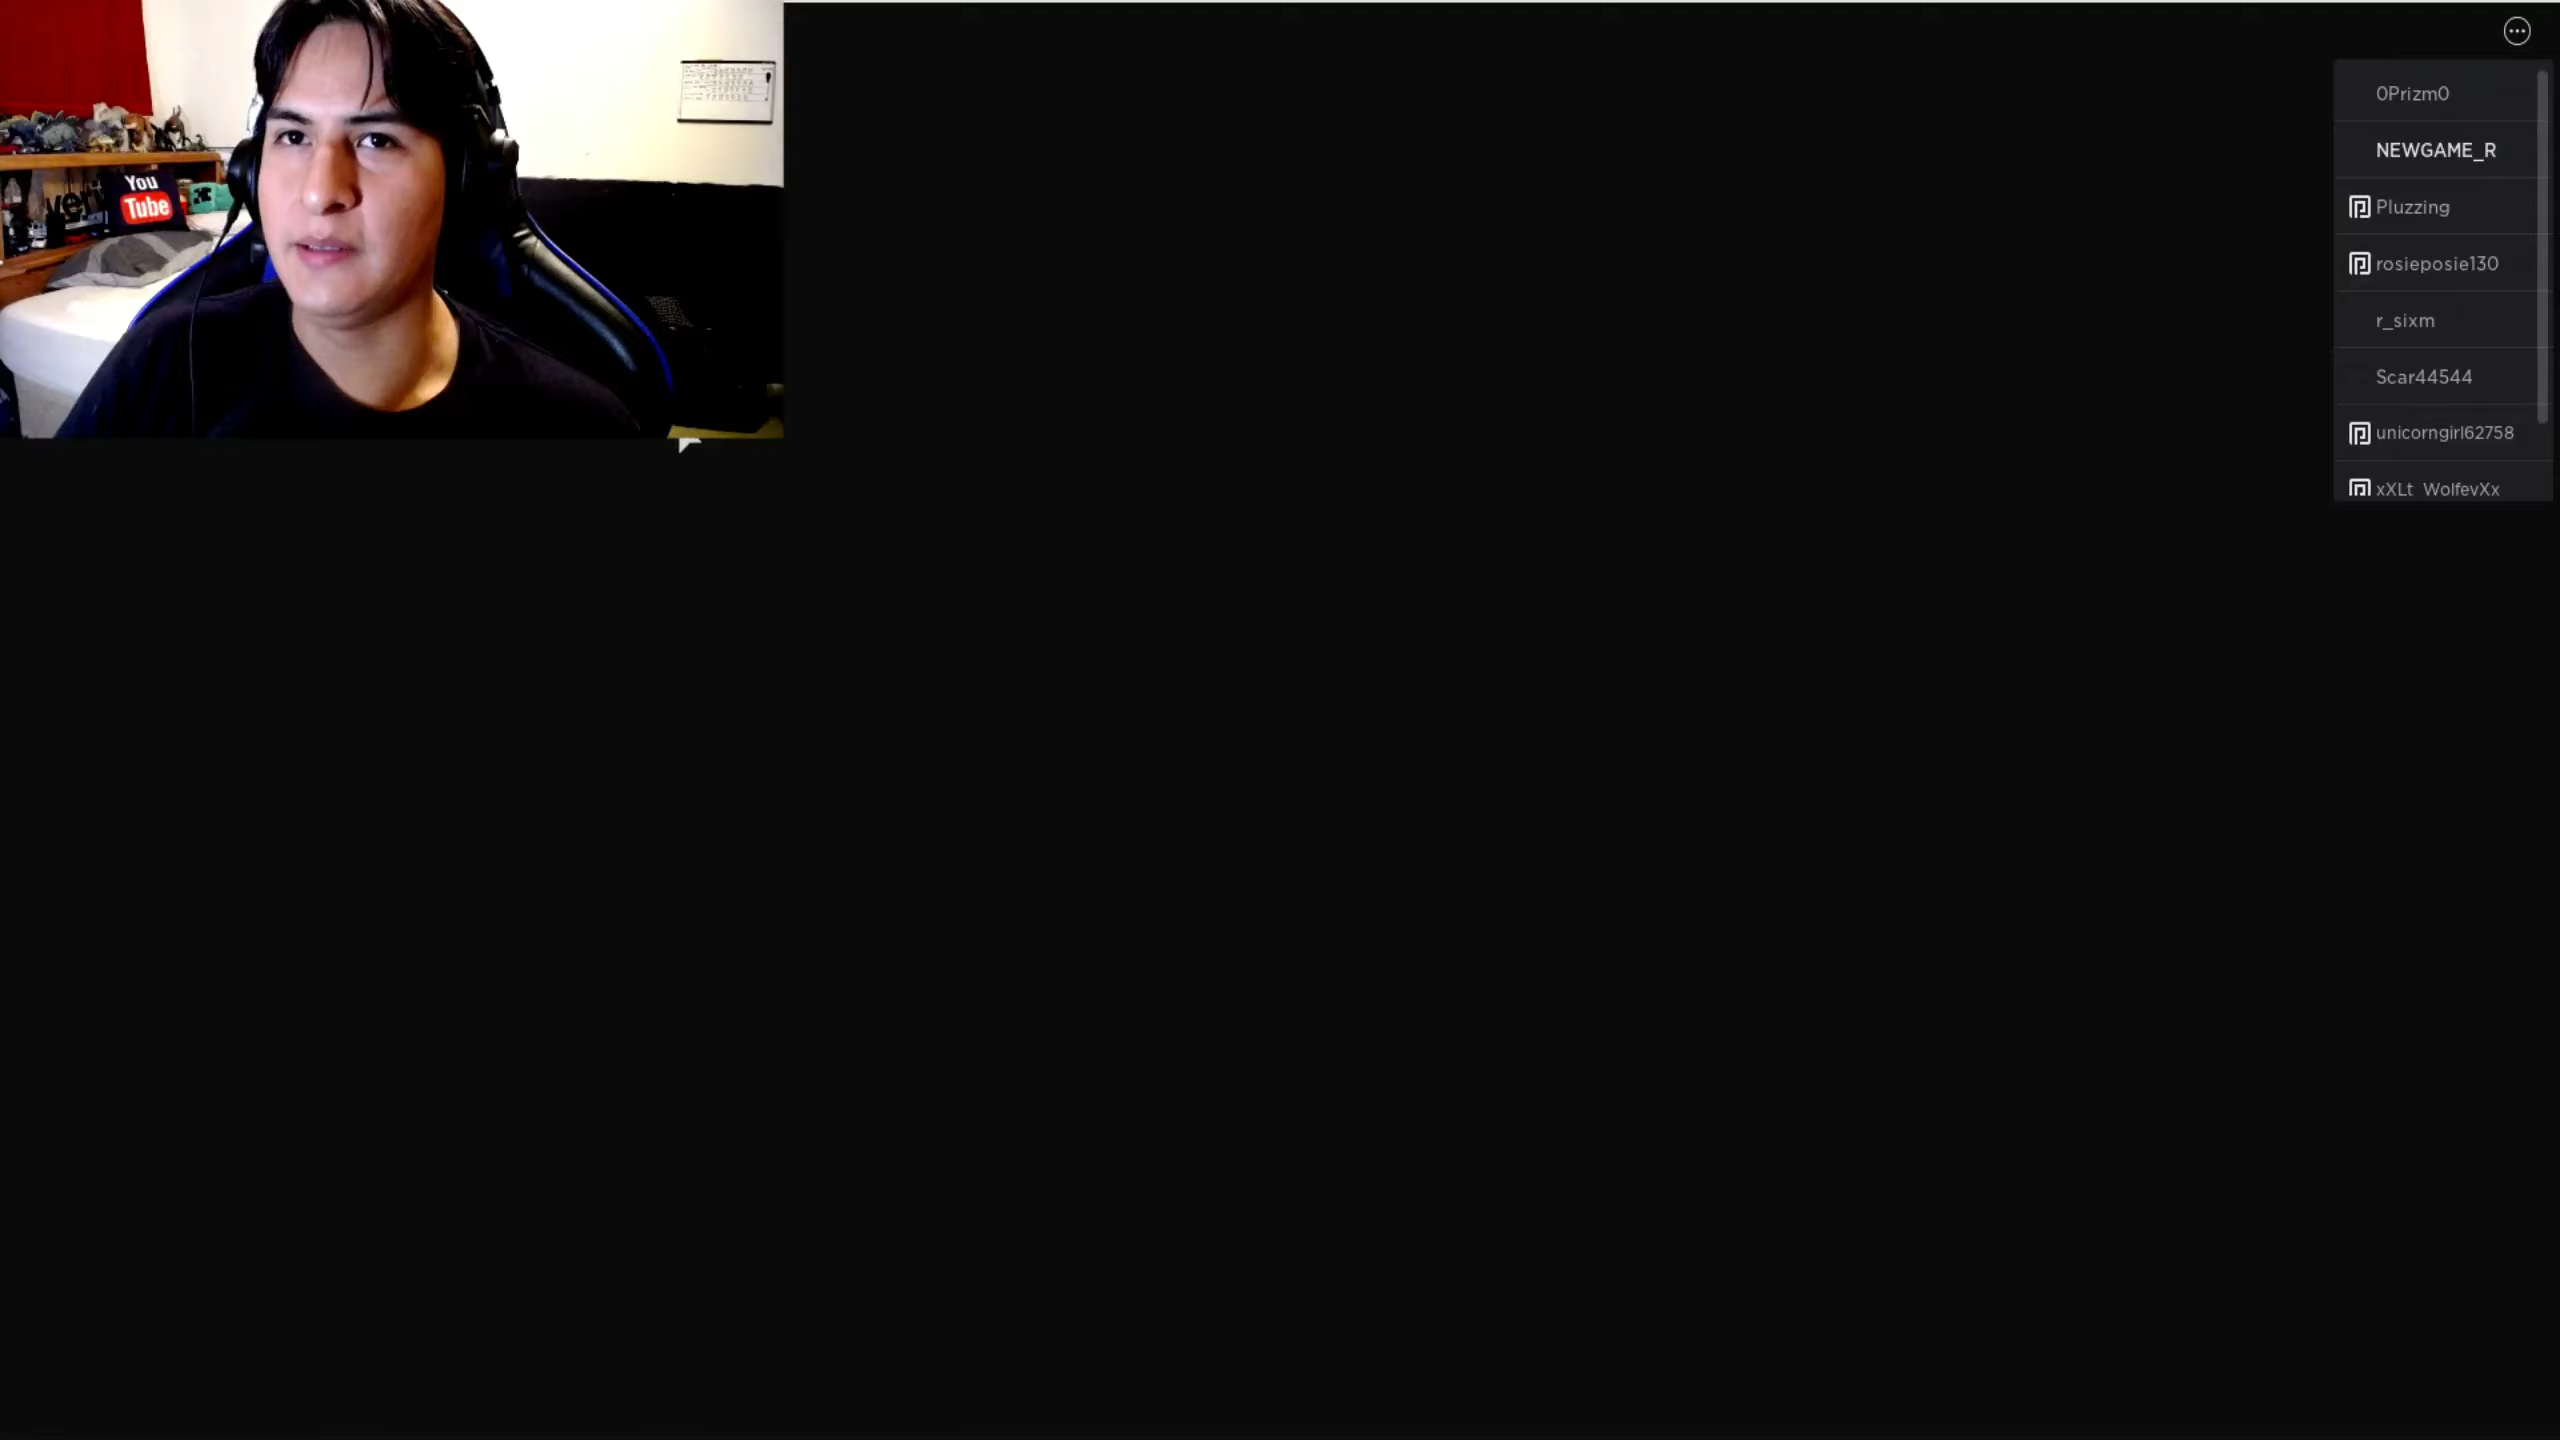 You
Tube
0Prizm0
NEWGAME_R
Pluzzing
rosieposie130
r_sixm
Scar44544
unicorngirl62758
xXLt_WolfevXx